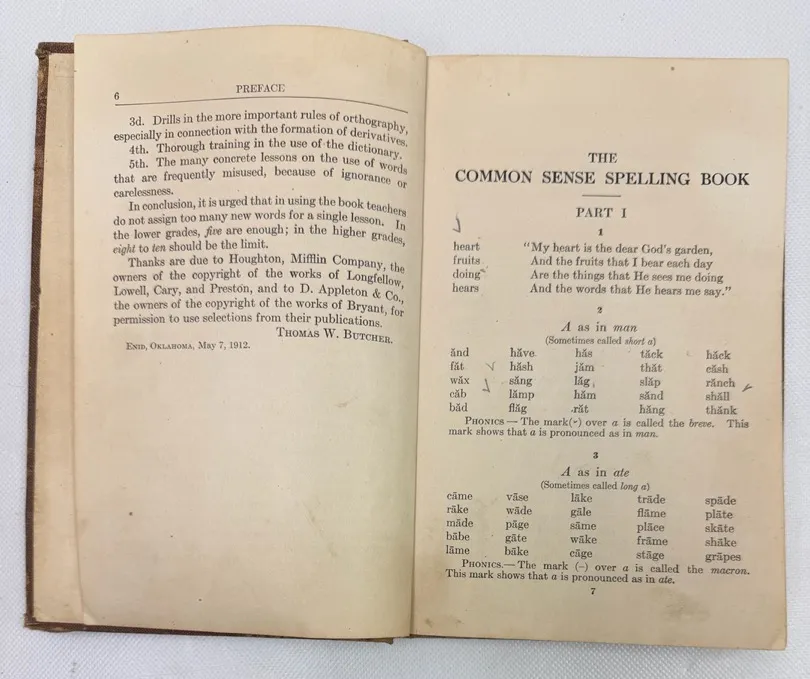 6 PREFACE
3d. Drills in the more important rules of orthography,
especially in connection with the formation of derivatives.
4th. Thorough training in the use of the dictionary.
5th. The many concrete lessons on the use of words
that are frequently misused, because of ignorance or
carelessness.
In conclusion, it is urged that in using the book teachers
do not assign too many new words for a single lesson. In
the lower grades, five are enough; in the higher grades,
eight to ten should be the limit.
Thanks are due to Houghton, Mifflin Company, the
owners of the copyright of the works of Longfellow,
Lowell, Cary, and Preston, and to D. Appleton & Co.,
the owners of the copyright of the works of Bryant, for
permission to use selections from their publications.
THOMAS W. BUTCHER.
ENID, OKLAHOMA, May 7, 1912.
THE
COMMON SENSE SPELLING BOOK
PART I
1
heart "My heart is the dear God's garden,
fruits And the fruits that I bear each day
doing Are the things that He sees me doing
hears And the words that He hears me say."
2
A as in man
(Sometimes called short a)
ănd hăve hăs tăck hăck
făt hăsh jăm thăt căsh
wăx săng lăg slăp rănch
căb lămp hăm sănd shăll
băd flăg răt hăng thănk
PHONICS — The mark (˘) over a is called the breve. This
mark shows that a is pronounced as in man.
3
A as in ate
(Sometimes called long a)
cāme vāse lāke trāde spāde
rāke wāde gāle flāme plāte
māde pāge sāme plāce skāte
bābe gāte wāke frāme shāke
lāme bāke cāge stāge grāpes
PHONICS.— The mark (–) over a is called the macron.
This mark shows that a is pronounced as in ate.
7